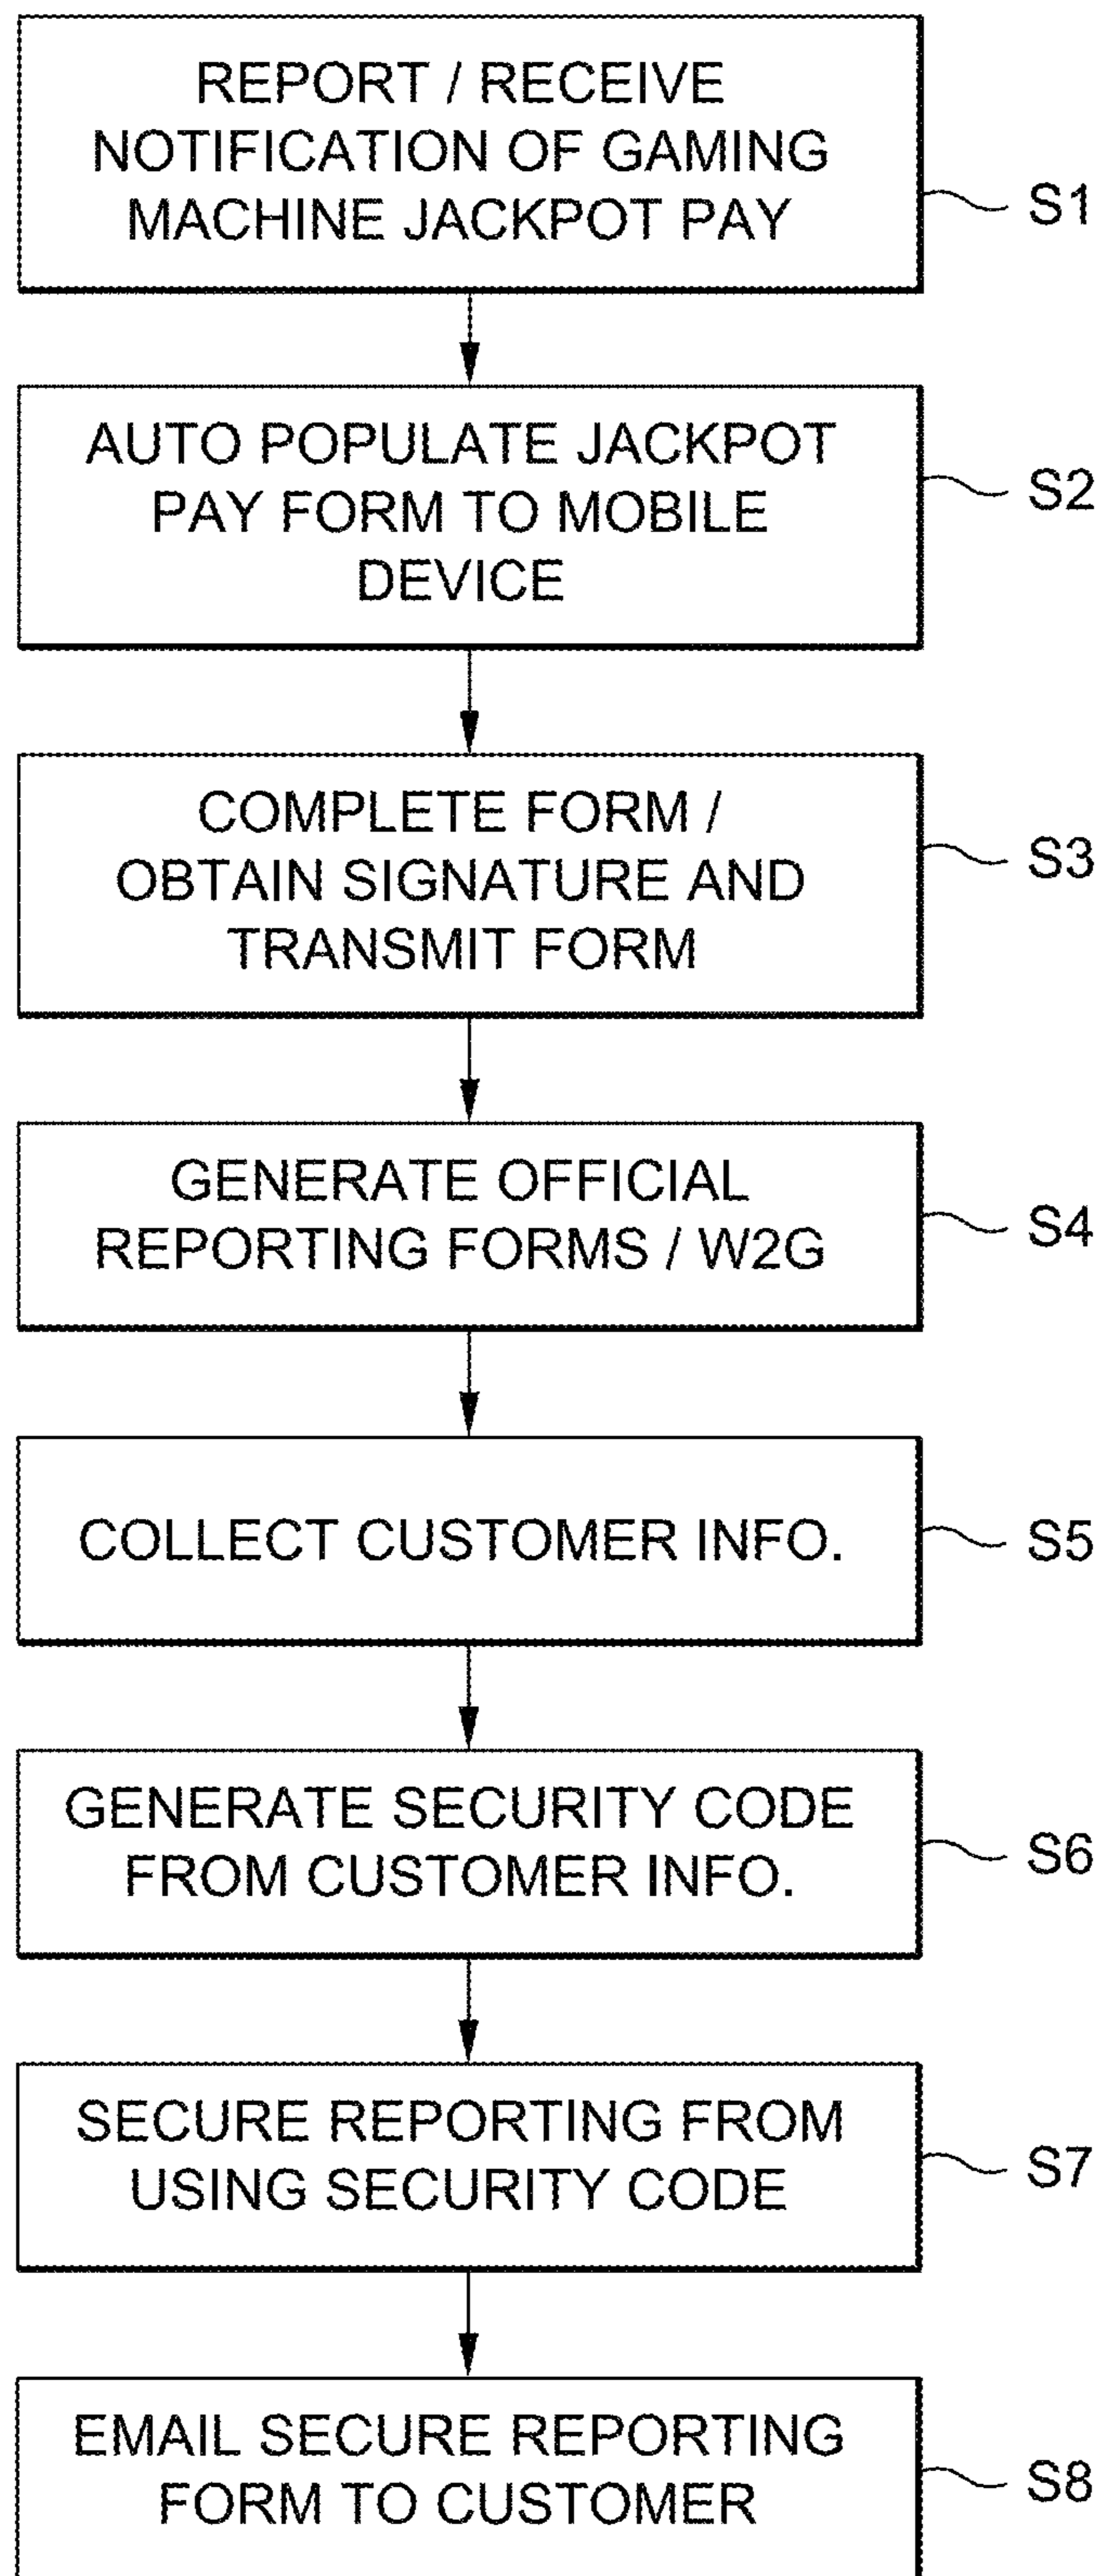 REPORT / RECEIVE
NOTIFICATION OF GAMING
MACHINE JACKPOT PAY
S1
AUTO POPULATE JACKPOT
PAY FORM TO MOBILE
DEVICE
S2
COMPLETE FORM /
OBTAIN SIGNATURE AND
TRANSMIT FORM
S3
GENERATE OFFICIAL
REPORTING FORMS / W2G
S4
COLLECT CUSTOMER INFO.
S5
GENERATE SECURITY CODE
FROM CUSTOMER INFO.
S6
SECURE REPORTING FROM
USING SECURITY CODE
S7
EMAIL SECURE REPORTING
FORM TO CUSTOMER
S8